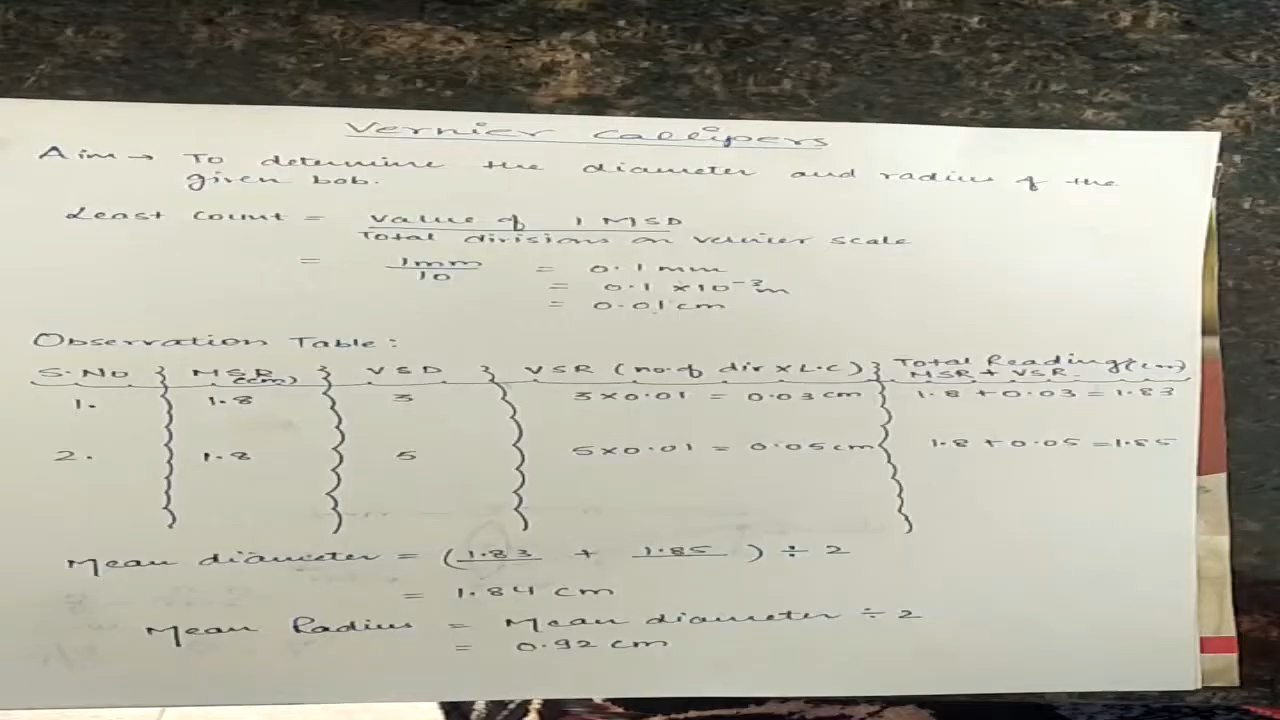 Vernier Callipers
Aim → To determine the diameter and radius of the
given bob.
Least Count = Value of 1 MSD
Total divisions on vernier scale
= 1mm
10
= 0.1 mm
= 0.1 × 10⁻³m
= 0.01 cm
Observation Table:
S.No MSR (cm) VSD VSR (no. of div × L.C) Total Reading (cm)
MSR + VSR
1. 1.8 3 3×0.01 = 0.03 cm 1.8 + 0.03 = 1.83
2. 1.8 5 5×0.01 = 0.05 cm 1.8 + 0.05 = 1.85
Mean diameter = (1.83 + 1.85) ÷ 2
= 1.84 cm
Mean Radius = Mean diameter ÷ 2
= 0.92 cm